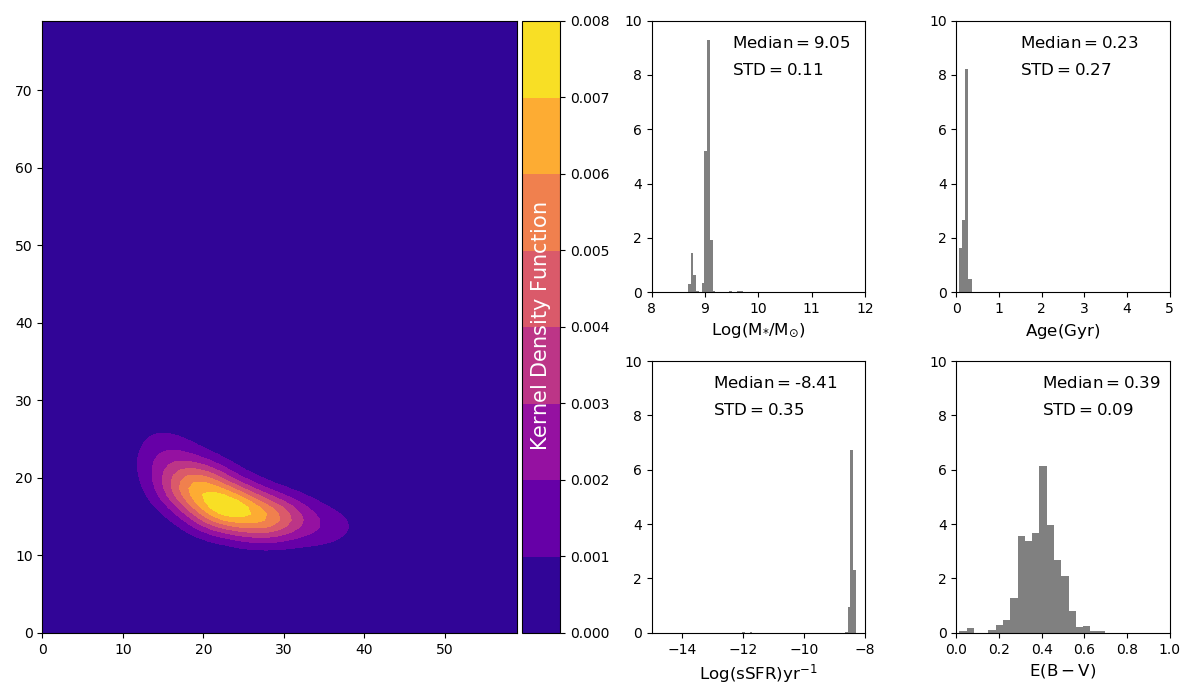 70
60
50
40
30
20
10
0
0 10 20 30 40 50
0.008
0.007
0.006
0.005
0.004
0.003
0.002
0.001
0.000
Kernel Density Function
10
8
6
4
2
0
Median = 9.05
STD = 0.11
8 9 10 11 12
Log(M*/M⊙)
10
8
6
4
2
0
Median = 0.23
STD = 0.27
0 1 2 3 4 5
Age(Gyr)
10
8
6
4
2
0
Median = -8.41
STD = 0.35
−14 −12 −10 −8
Log(sSFR)yr⁻¹
10
8
6
4
2
0
Median = 0.39
STD = 0.09
0.0 0.2 0.4 0.6 0.8 1.0
E(B − V)